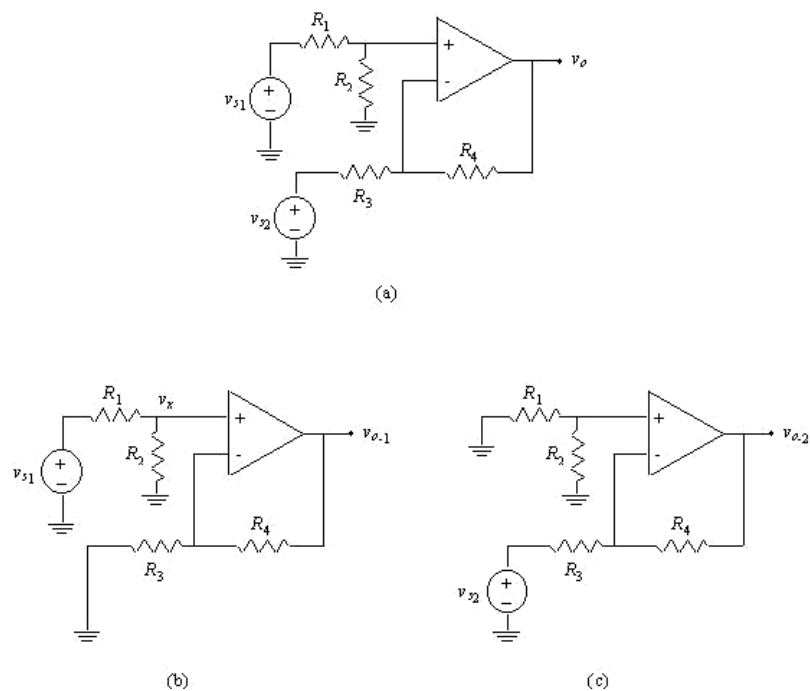 R1
+
vo
R2
-
vs1
+
−
R4
R3
vs2
+
−
(a)
R1
vx
+
vo-1
R2
-
vs1
+
−
R4
R3
(b)
R1
+
vo-2
R2
-
R4
R3
vs2
+
−
(c)